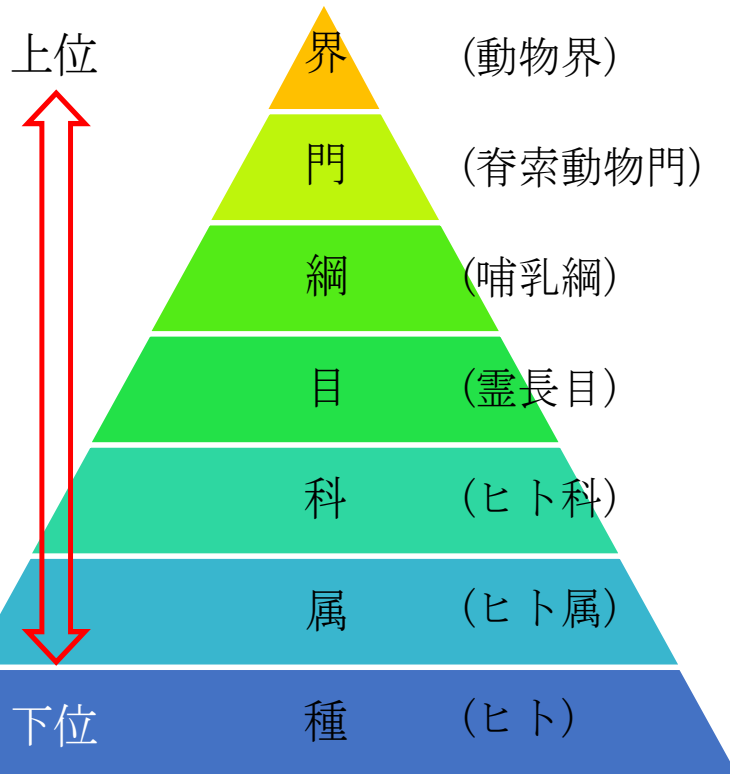 上位 界 (動物界)
門 (脊索動物門)
綱 (哺乳綱)
目 (霊長目)
科 (ヒト科)
属 (ヒト属)
下位 種 (ヒト)